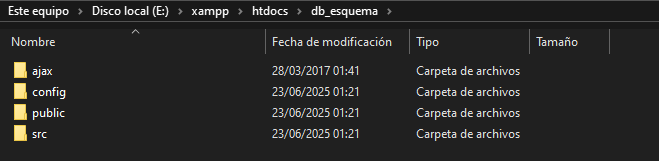 Este equipo > Disco local (E:) > xampp > htdocs > db_esquema >
Nombre Fecha de modificación Tipo Tamaño
ajax 28/03/2017 01:41 Carpeta de archivos
config 23/06/2025 01:21 Carpeta de archivos
public 23/06/2025 01:21 Carpeta de archivos
src 23/06/2025 01:21 Carpeta de archivos